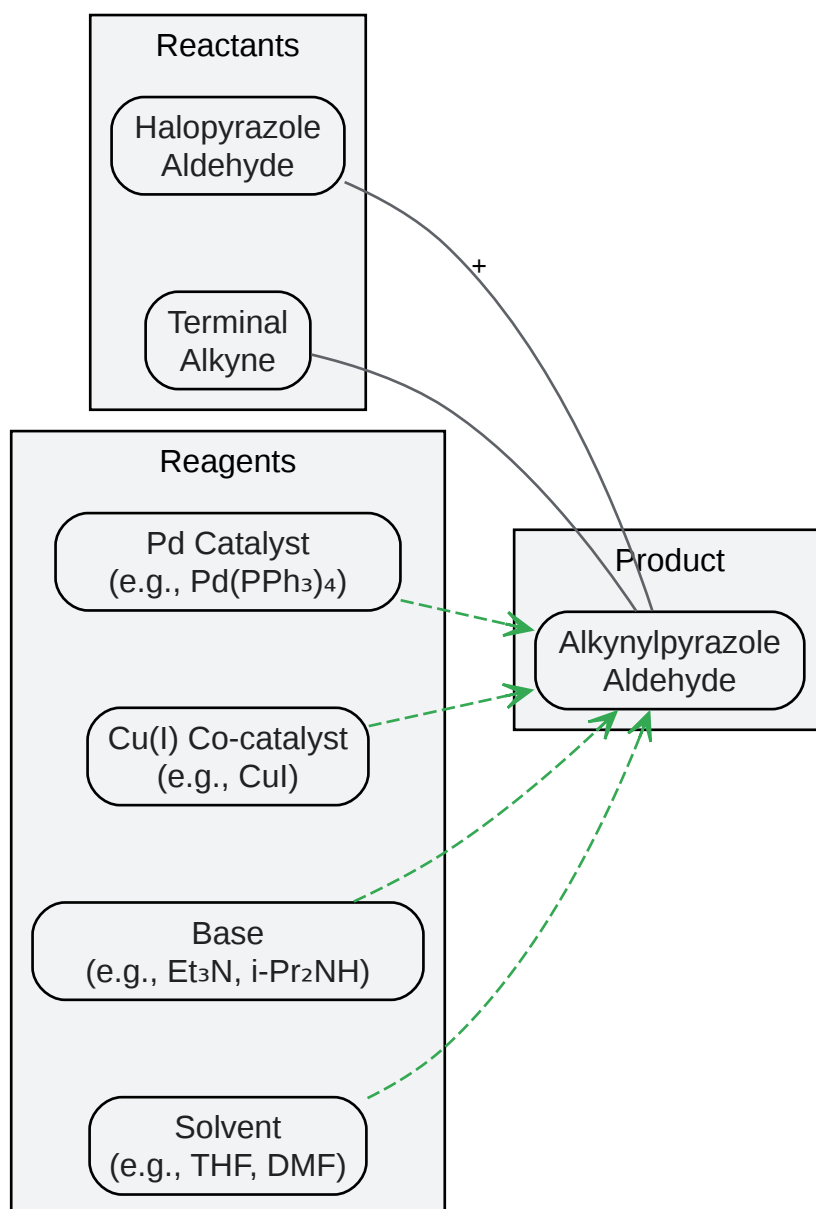 Reactants
Halopyrazole
Aldehyde
+
Terminal
Alkyne
Reagents
Pd Catalyst
(e.g., Pd(PPh₃)₄)
Product
Alkynylpyrazole
Aldehyde
Cu(I) Co-catalyst
(e.g., CuI)
Base
(e.g., Et₃N, i-Pr₂NH)
Solvent
(e.g., THF, DMF)